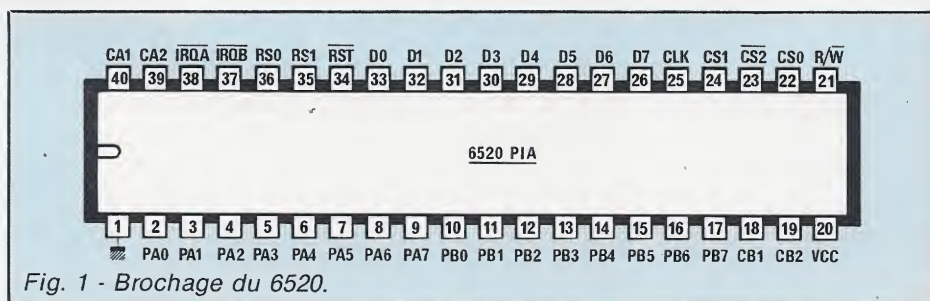 CA1 CA2 I̅R̅Q̅A̅ I̅R̅Q̅B̅ RS0 RS1 R̅S̅T̅ D0 D1 D2 D3 D4 D5 D6 D7 CLK CS1 C̅S̅2̅ CS0 R/W̅
40 39 38 37 36 35 34 33 32 31 30 29 28 27 26 25 24 23 22 21
6520 PIA
1 2 3 4 5 6 7 8 9 10 11 12 13 14 15 16 17 18 19 20
PA0 PA1 PA2 PA3 PA4 PA5 PA6 PA7 PB0 PB1 PB2 PB3 PB4 PB5 PB6 PB7 CB1 CB2 VCC
Fig. 1 - Brochage du 6520.